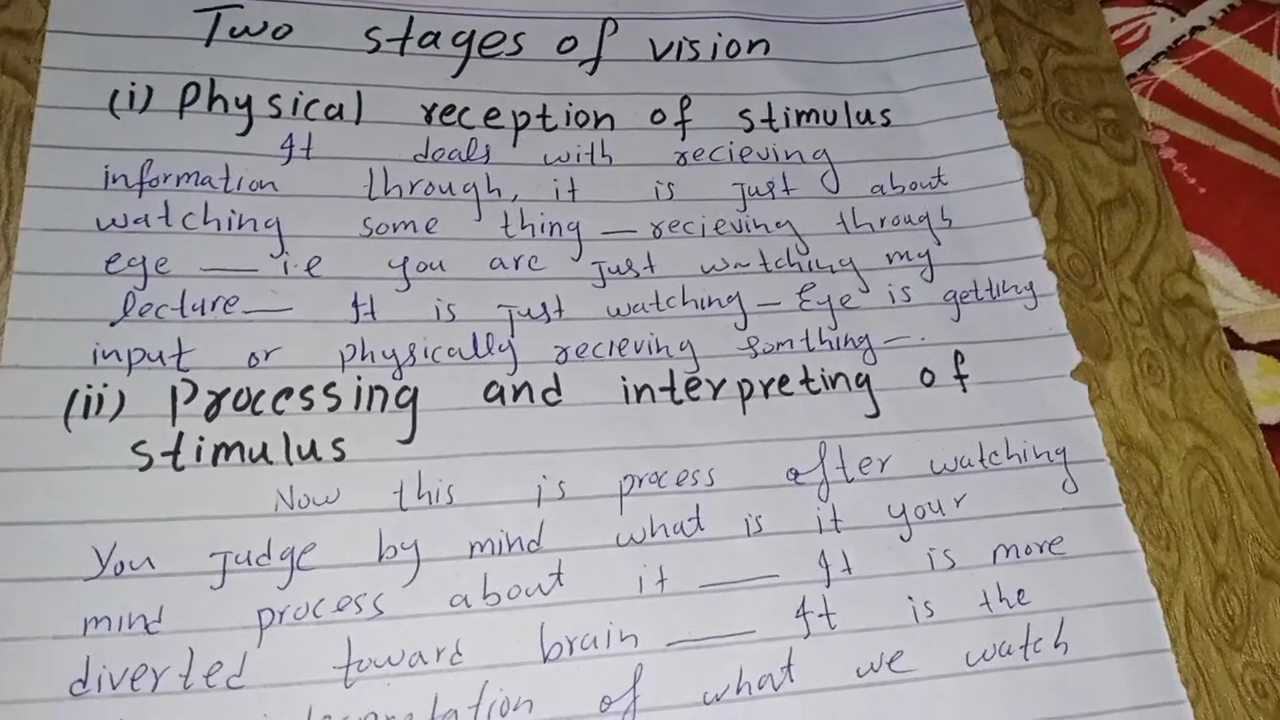 Two stages of vision
(i) Physical reception of stimulus
It deals with recieving
information through, it is just about
watching some thing — recieving through
eye — i.e you are just watching my
lecture — It is just watching — Eye is getting
input or physically recieving somthing —.
(ii) Processing and interpreting of
stimulus
Now this is process after watching
You judge by mind what is it your
mind process about it — It is more
diverted toward brain — It is the
of what we watch